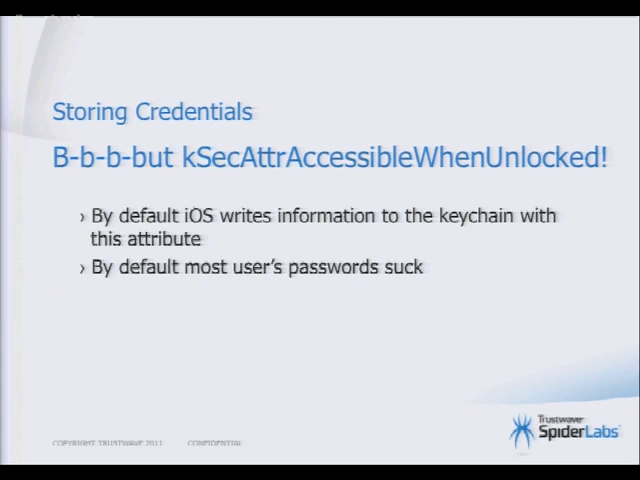 Storing Credentials
B-b-b-but kSecAttrAccessibleWhenUnlocked!
› By default iOS writes information to the keychain with
this attribute
› By default most user's passwords suck
COPYRIGHT TRUSTWAVE 2011 CONFIDENTIAL
Trustwave®
SpiderLabs™